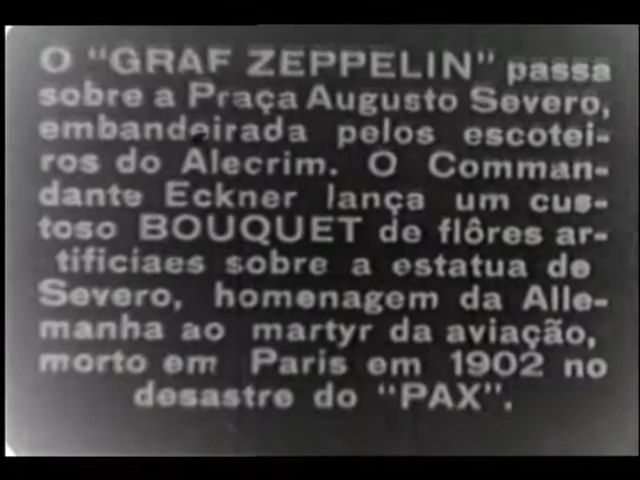 O "GRAF ZEPPELIN" passa
sobre a Praça Augusto Severo,
embandeirada pelos escotei-
ros do Alecrim. O Comman-
dante Eckner lança um cus-
toso BOUQUET de flôres ar-
tificiaes sobre a estatua de
Severo, homenagem da Alle-
manha ao martyr da aviação,
morto em Paris em 1902 no
desastre do "PAX".